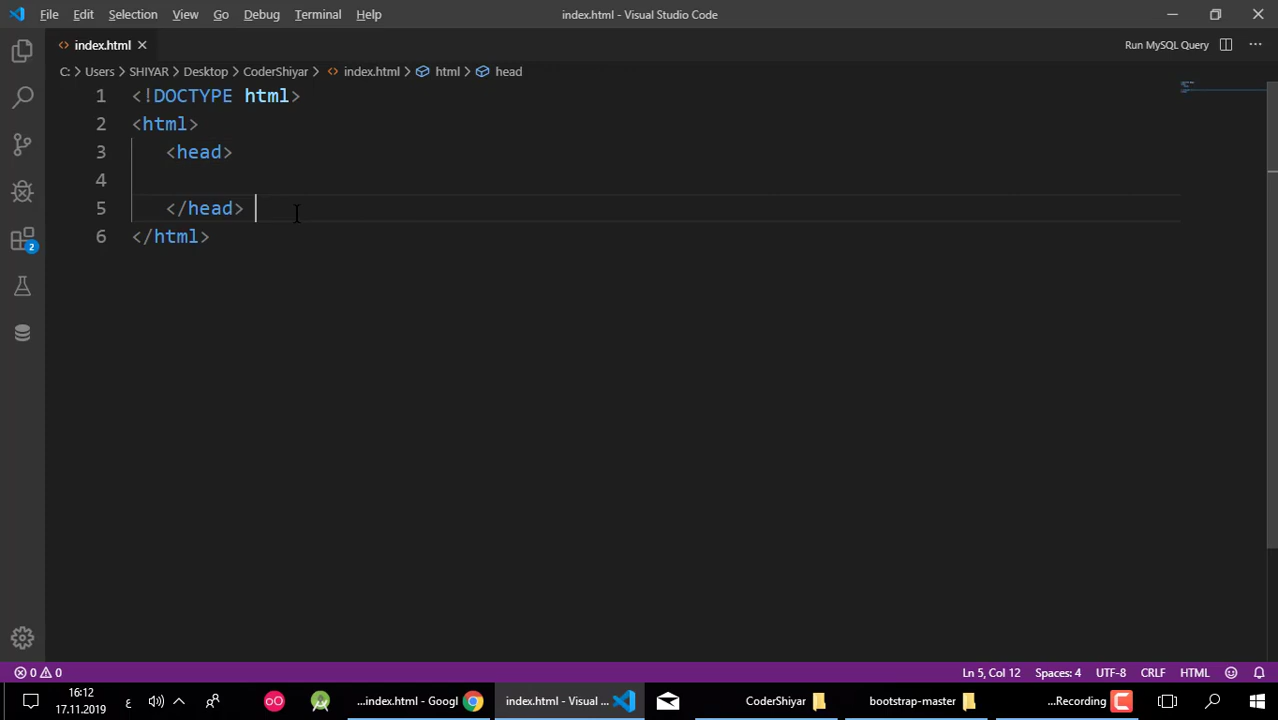 File Edit Selection View Go Debug Terminal Help index.html - Visual Studio Code
index.html
Run MySQL Query
C: > Users > SHIYAR > Desktop > CoderShiyar > index.html > html > head
1 <!DOCTYPE html>
2 <html>
3 <head>
4
5 </head>
6 </html>
2
0 0
Ln 5, Col 12 Spaces: 4 UTF-8 CRLF HTML
16:12
17.11.2019
ع
...index.html - Googl
index.html - Visual ...
CoderShiyar
bootstrap-master
...Recording